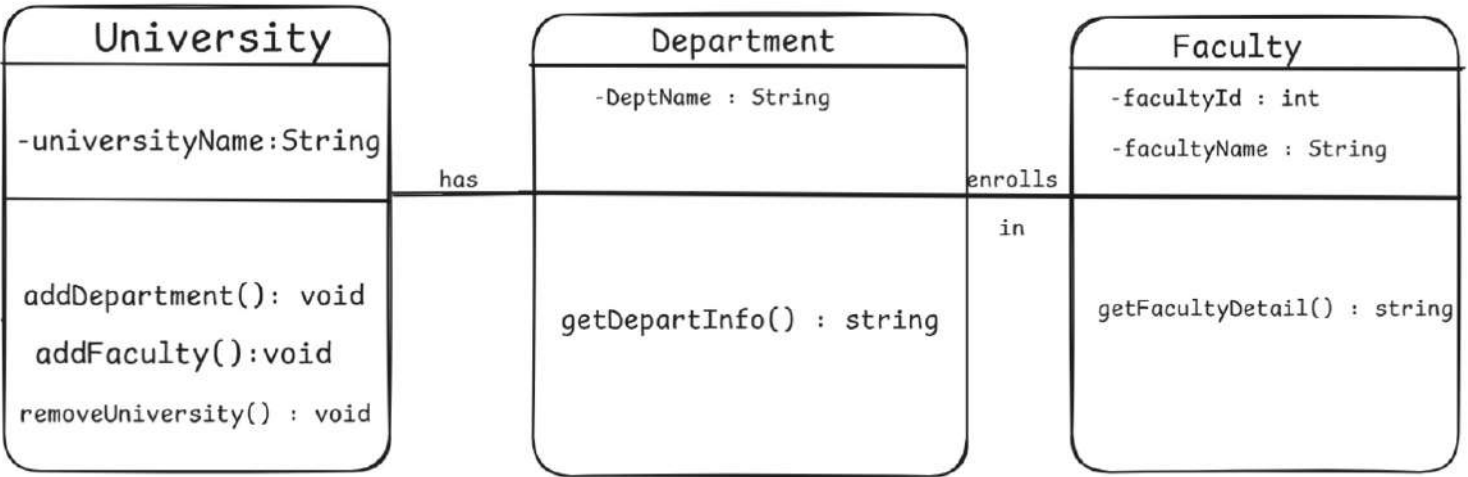 University
-universityName:String
addDepartment(): void
addFaculty():void
removeUniversity() : void
has
Department
-DeptName : String
getDepartInfo() : string
enrolls
in
Faculty
-facultyId : int
-facultyName : String
getFacultyDetail() : string